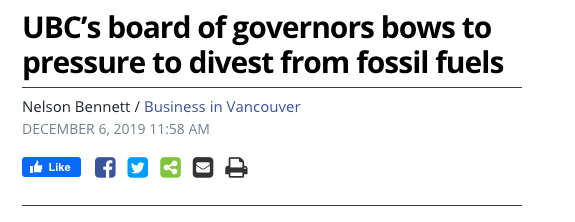 UBC’s board of governors bows to
pressure to divest from fossil fuels
Nelson Bennett / Business in Vancouver
DECEMBER 6, 2019 11:58 AM
Like